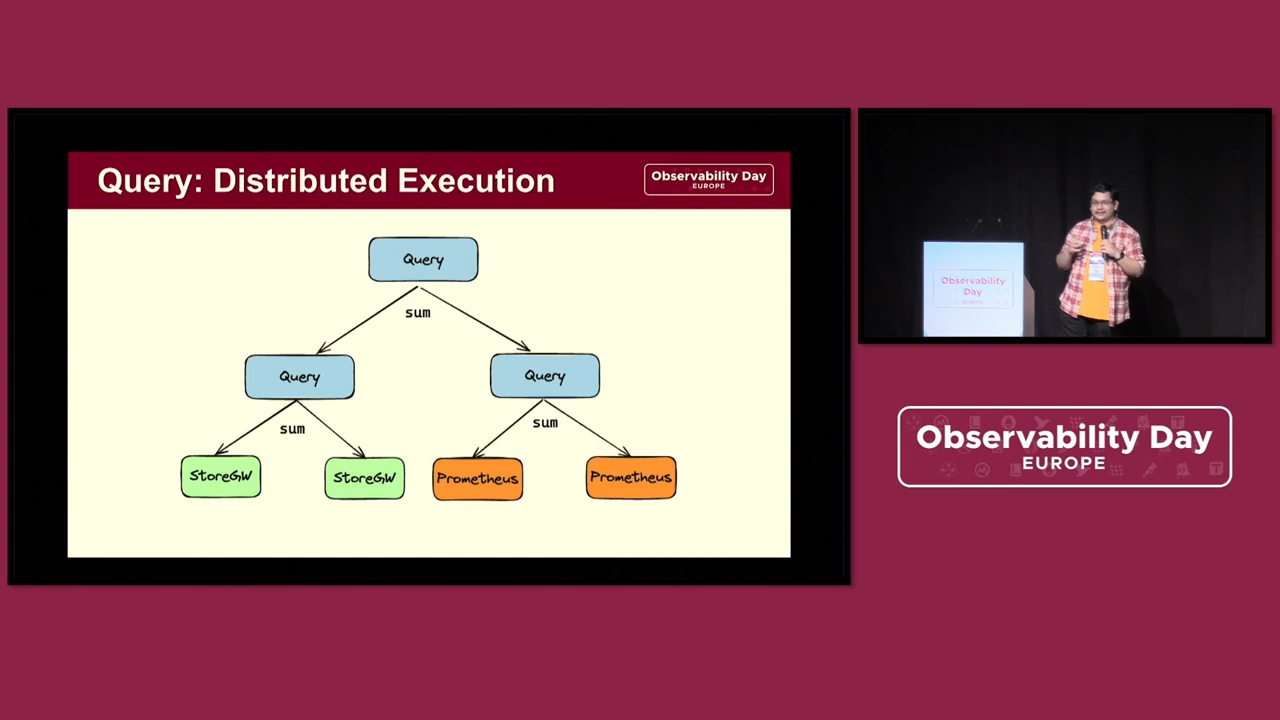 Query: Distributed Execution
Observability Day
EUROPE
Query
sum
Query
Query
sum
sum
StoreGW
StoreGW
Prometheus
Prometheus
Observability
Day
EUROPE
Observability Day
EUROPE